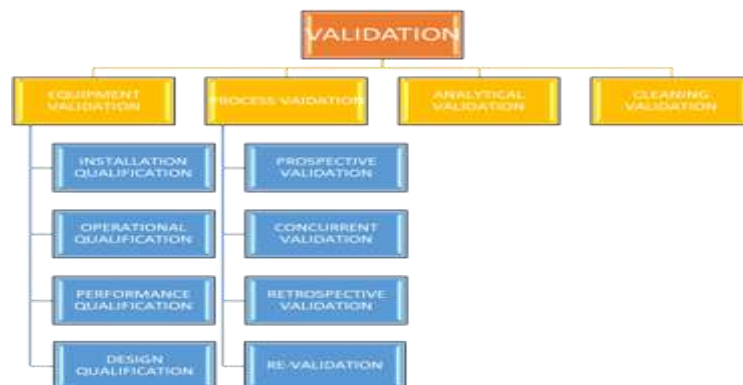 VALIDATION
EQUIPMENT
VALIDATION
PROCESS VAIDATION
ANALYTICAL
VALIDATION
CLEANING
VALIDATION
INSTALLATION
QUALIFICATION
OPERATIONAL
QUALIFICATION
PERFORMANCE
QUALIFICATION
DESIGN
QUALIFICATION
PROSPECTIVE
VALIDATION
CONCURRENT
VALIDATION
RETROSPECTIVE
VALIDATION
RE-VALIDATION